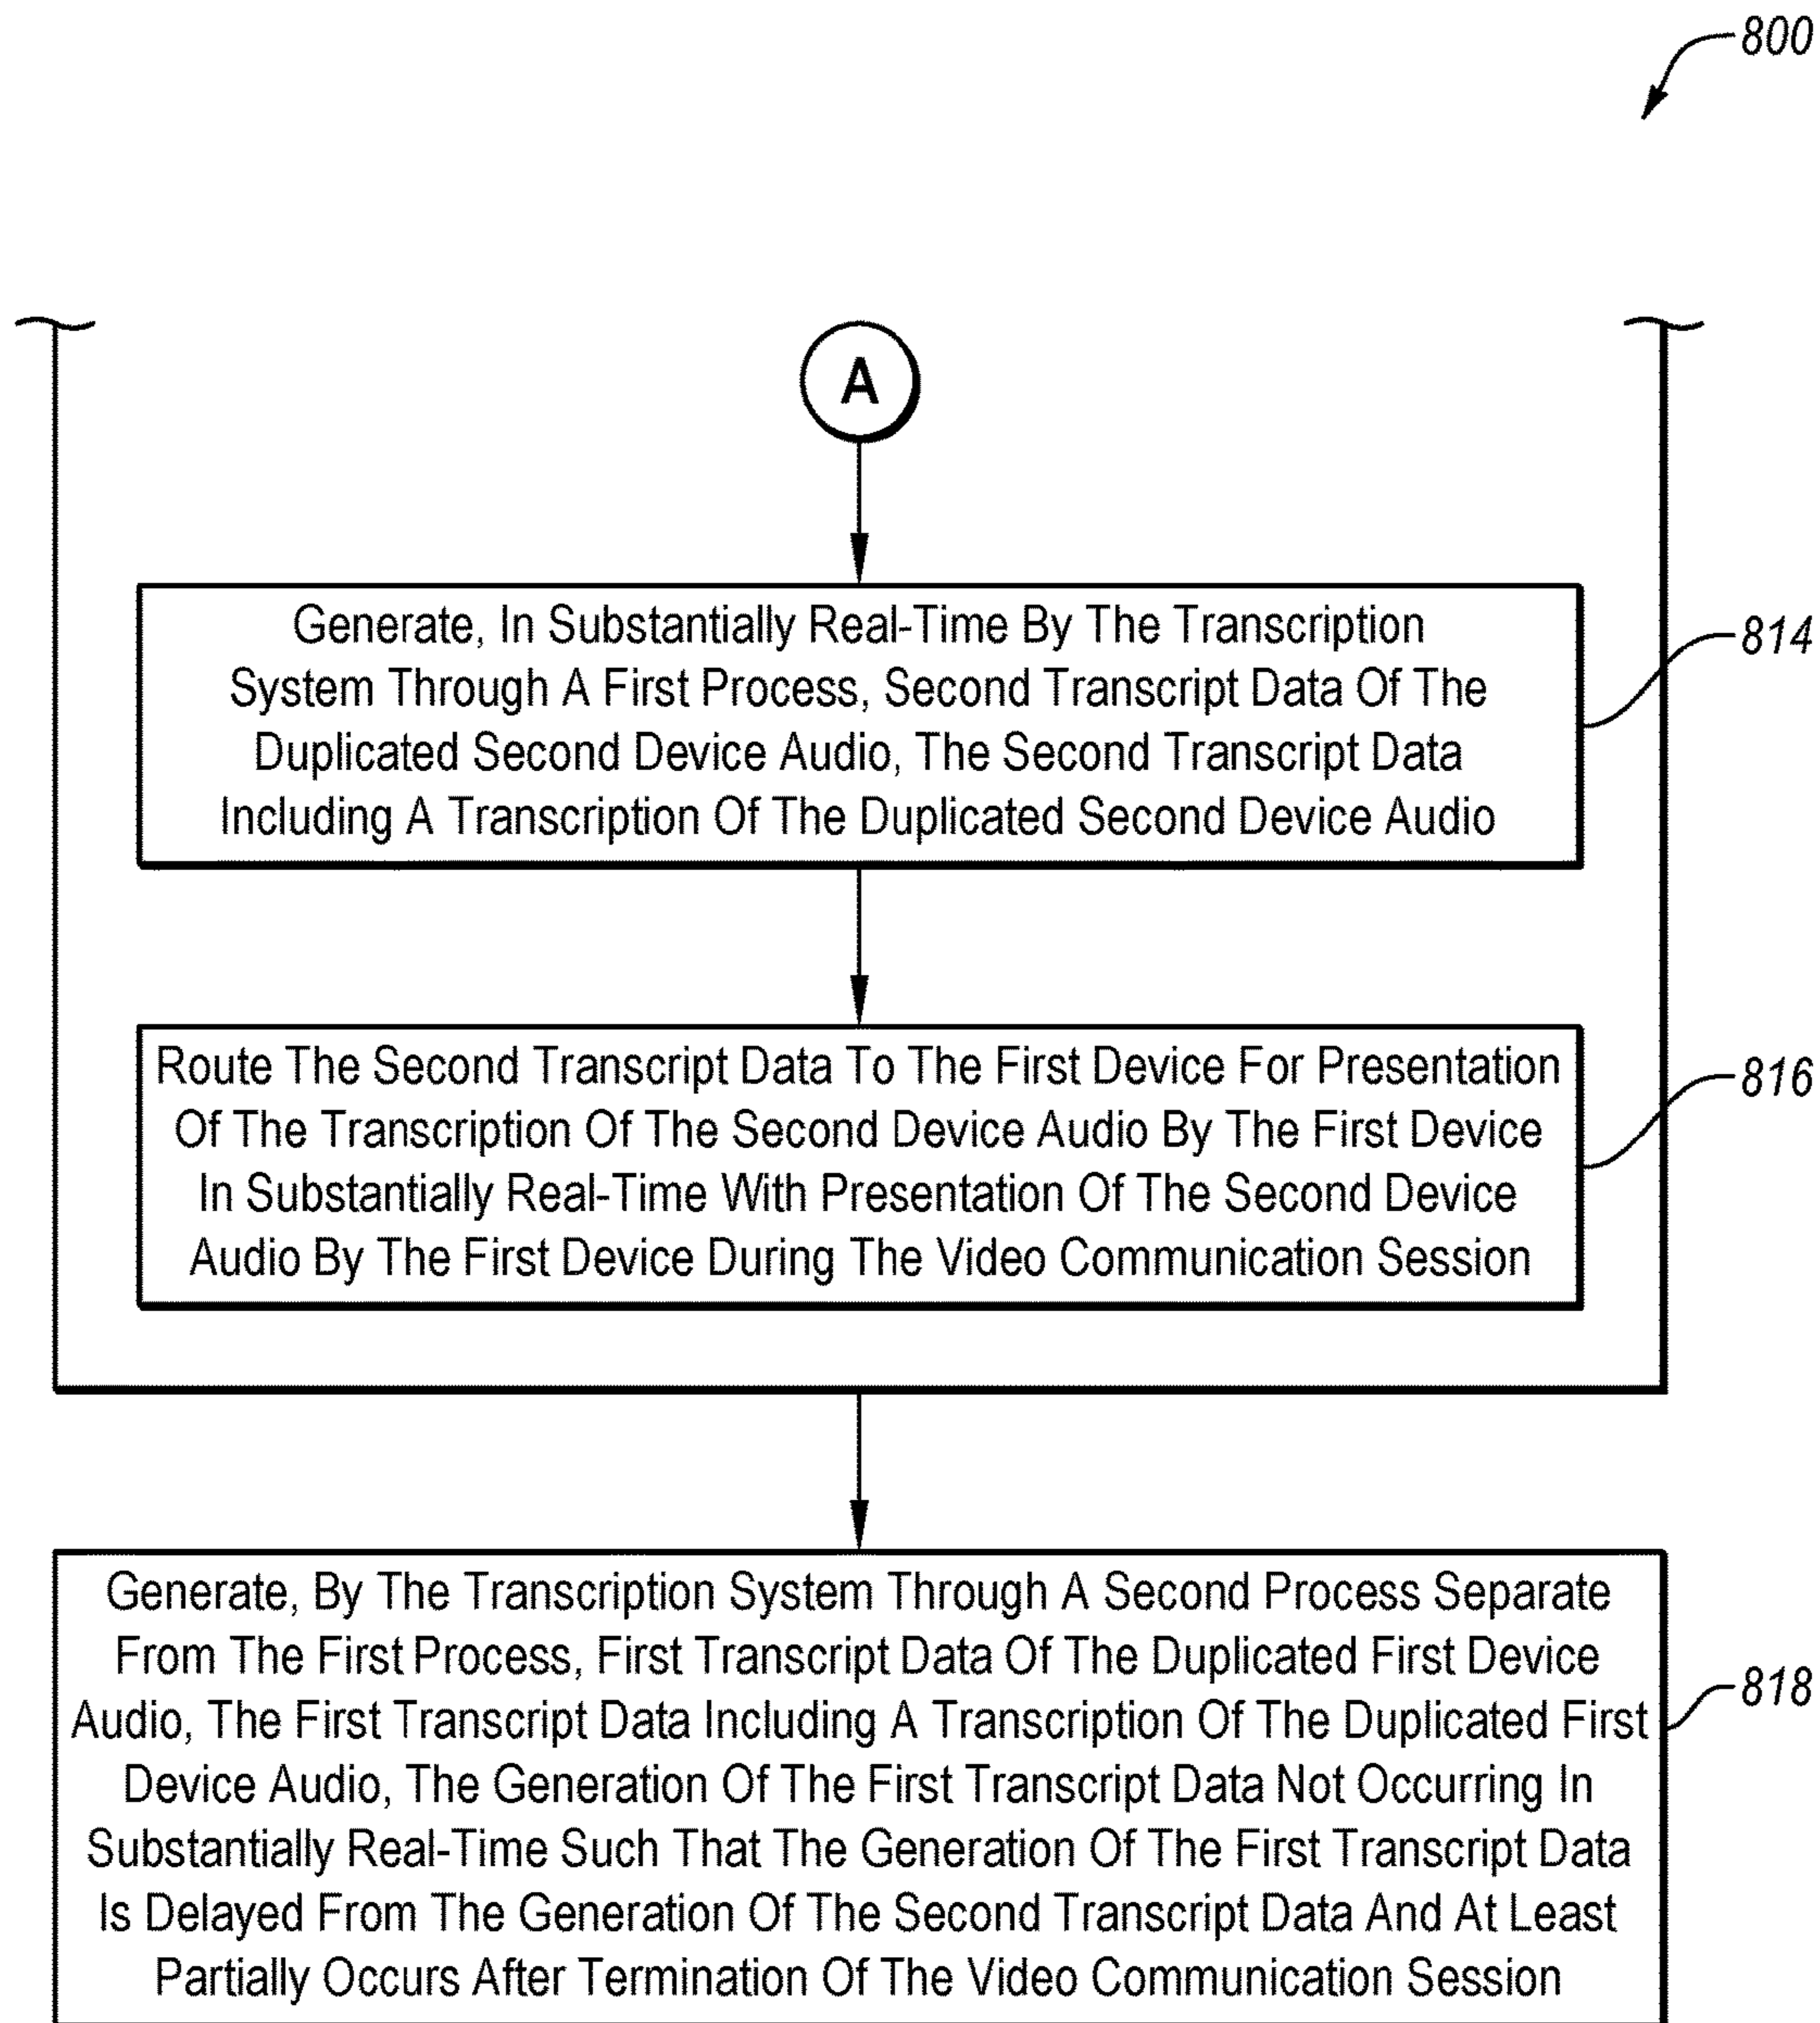 800
A
Generate, In Substantially Real-Time By The Transcription
System Through A First Process, Second Transcript Data Of The
Duplicated Second Device Audio, The Second Transcript Data
Including A Transcription Of The Duplicated Second Device Audio
814
Route The Second Transcript Data To The First Device For Presentation
Of The Transcription Of The Second Device Audio By The First Device
In Substantially Real-Time With Presentation Of The Second Device
Audio By The First Device During The Video Communication Session
816
Generate, By The Transcription System Through A Second Process Separate
From The First Process, First Transcript Data Of The Duplicated First Device
Audio, The First Transcript Data Including A Transcription Of The Duplicated First
Device Audio, The Generation Of The First Transcript Data Not Occurring In
Substantially Real-Time Such That The Generation Of The First Transcript Data
Is Delayed From The Generation Of The Second Transcript Data And At Least
Partially Occurs After Termination Of The Video Communication Session
818